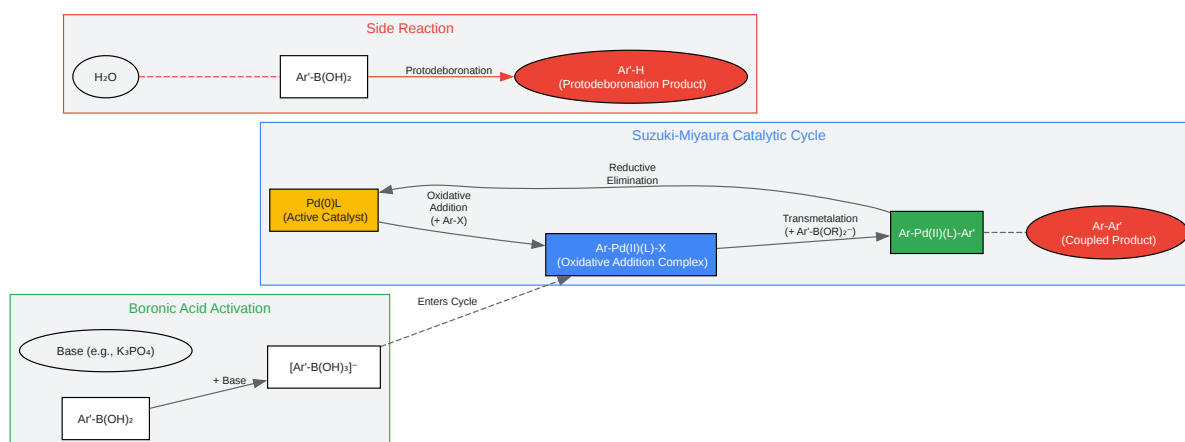 Side Reaction
H₂O
Ar'-B(OH)₂
Protodeboronation
Ar'-H
(Protodeboronation Product)
Suzuki-Miyaura Catalytic Cycle
Reductive
Elimination
Pd(0)L
(Active Catalyst)
Oxidative
Addition
(+ Ar-X)
Ar-Pd(II)(L)-X
(Oxidative Addition Complex)
Transmetalation
(+ Ar'-B(OR)₂⁻)
Ar-Pd(II)(L)-Ar'
Ar-Ar'
(Coupled Product)
Enters Cycle
Boronic Acid Activation
Base (e.g., K₃PO₄)
[Ar'-B(OH)₃]⁻
+ Base
Ar'-B(OH)₂